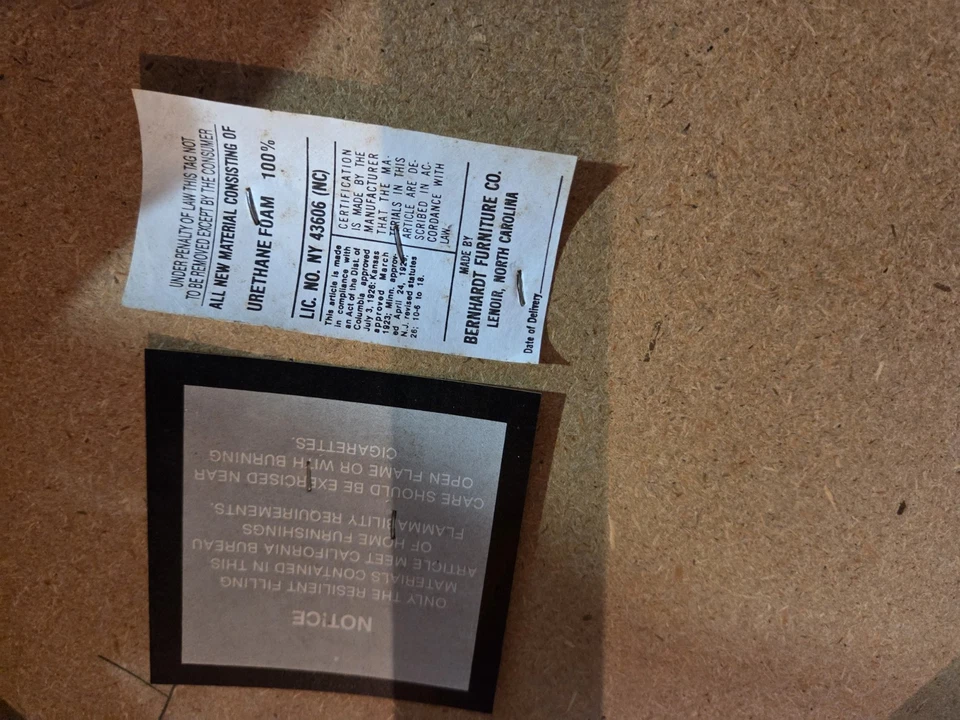 UNDER PENALTY OF LAW THIS TAG NOT
TO BE REMOVED EXCEPT BY THE CONSUMER
ALL NEW MATERIAL CONSISTING OF
URETHANE FOAM 100%
LIC. NO. NY 43606 (NC)
This article is made
in compliance with
an Act of the Dist. of
Columbia approved
July 3, 1926; Kansas
approved March
1923; Minn. approv-
ed April 24, 1929;
N.J. revised statutes
26; 10-6 to 18.
CERTIFICATION
IS MADE BY THE
MANUFACTURER
THAT THE MA-
TERIALS IN THIS
ARTICLE ARE DE-
SCRIBED IN AC-
CORDANCE WITH
LAW.
MADE BY
BERNHARDT FURNITURE CO.
LENOIR, NORTH CAROLINA
Date of Delivery
NOTICE
ONLY THE RESILIENT FILLING
MATERIALS CONTAINED IN THIS
ARTICLE MEET CALIFORNIA BUREAU
OF HOME FURNISHINGS
FLAMMABILITY REQUIREMENTS.
CARE SHOULD BE EXERCISED NEAR
OPEN FLAME OR WITH BURNING
CIGARETTES.